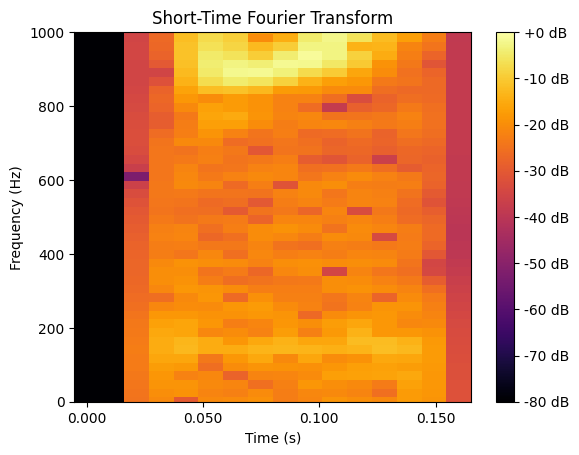 Short-Time Fourier Transform
Frequency (Hz)
1000
800
600
400
200
0
0.000
0.050
0.100
0.150
Time (s)
+0 dB
-10 dB
-20 dB
-30 dB
-40 dB
-50 dB
-60 dB
-70 dB
-80 dB